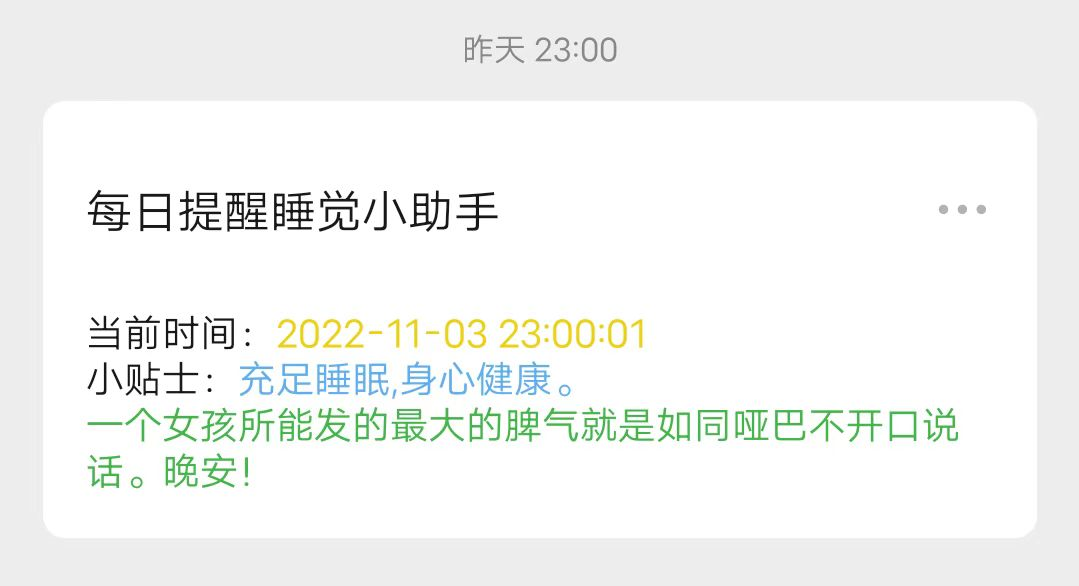 昨天 23:00
每日提醒睡觉小助手
当前时间：2022-11-03 23:00:01
小贴士：充足睡眠,身心健康。
一个女孩所能发的最大的脾气就是如同哑巴不开口说
话。晚安!